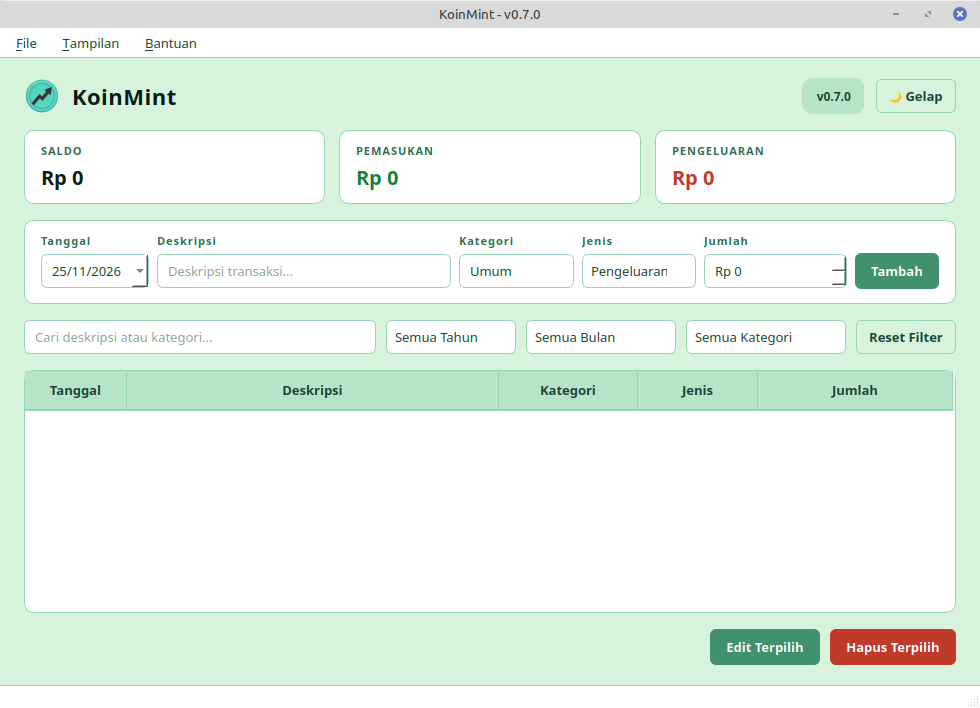 KoinMint - v0.7.0
File Tampilan Bantuan
KoinMint v0.7.0 🌙 Gelap
SALDO PEMASUKAN PENGELUARAN
Rp 0 Rp 0 Rp 0
Tanggal Deskripsi Kategori Jenis Jumlah
25/11/2026 Deskripsi transaksi... Umum Pengeluaran Rp 0 Tambah
Cari deskripsi atau kategori... Semua Tahun Semua Bulan Semua Kategori Reset Filter
Tanggal Deskripsi Kategori Jenis Jumlah
Edit Terpilih Hapus Terpilih